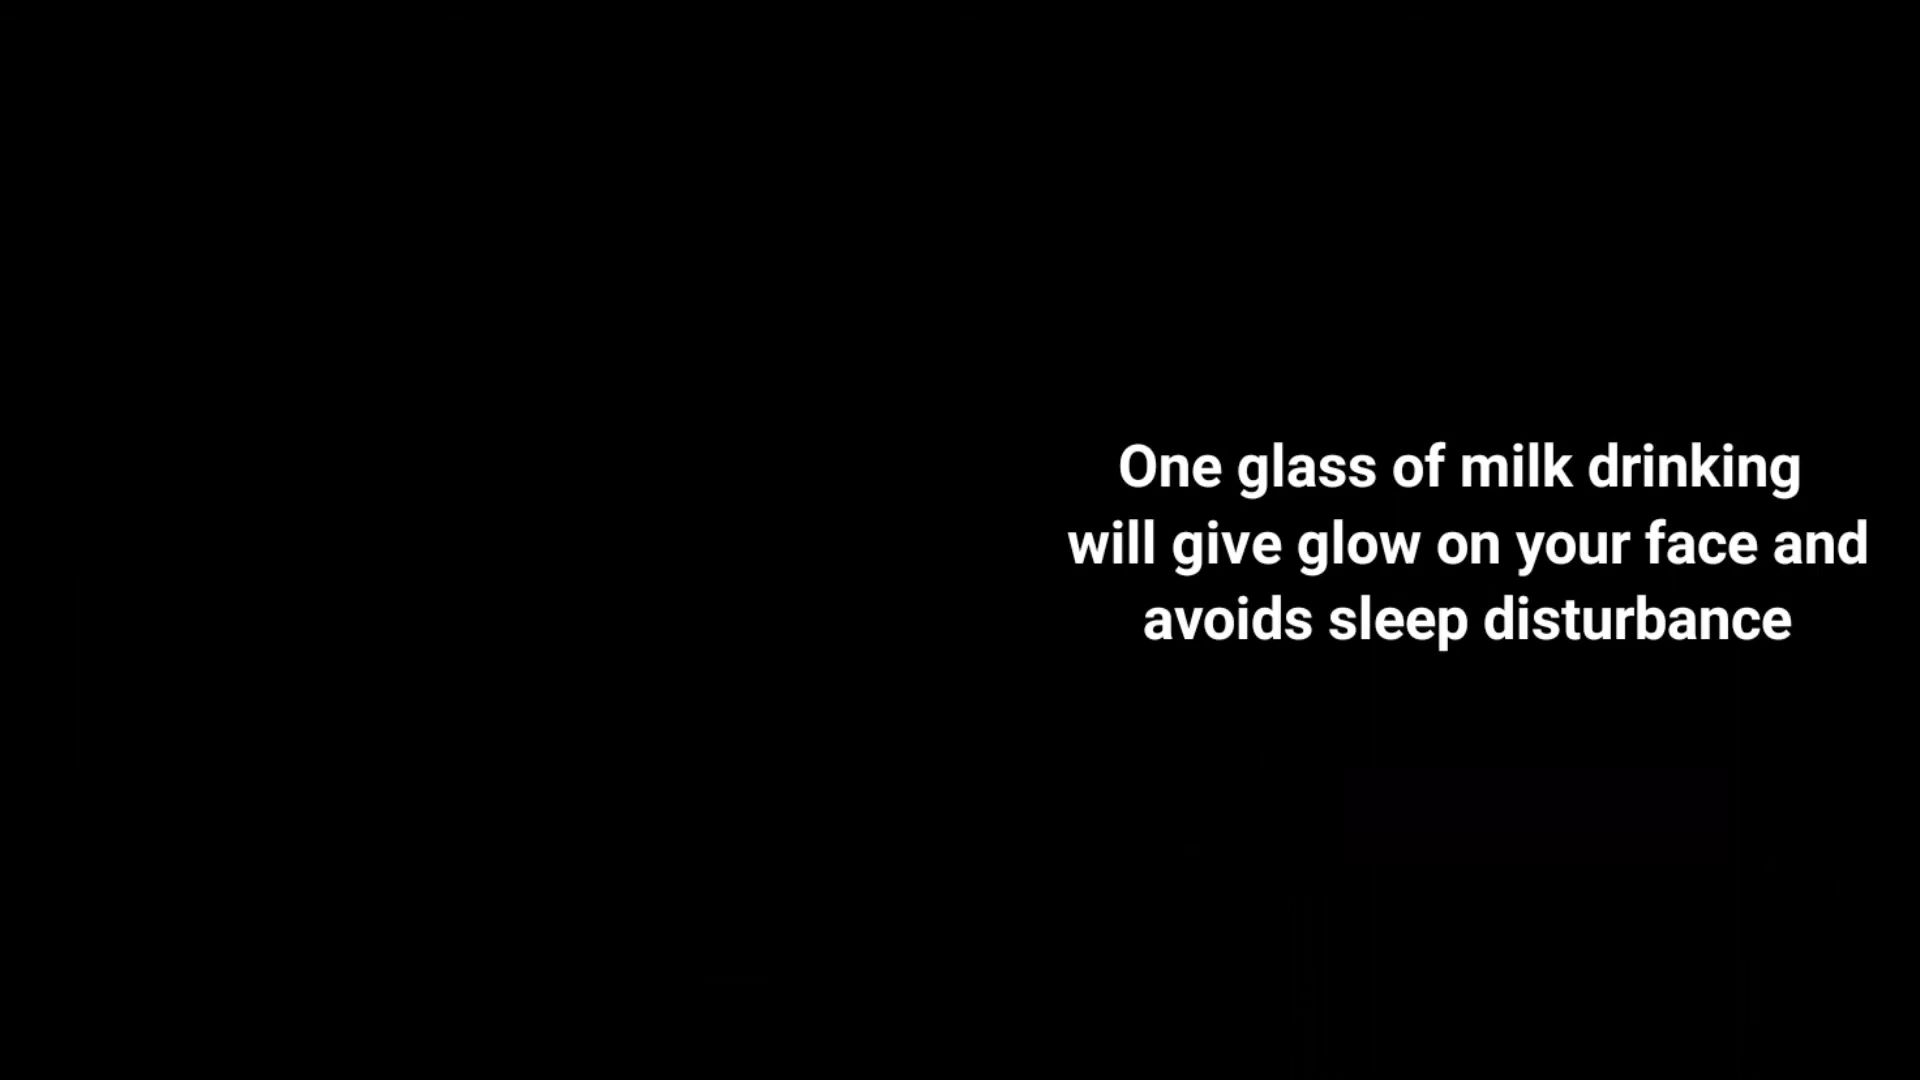 One glass of milk drinking
will give glow on your face and
avoids sleep disturbance